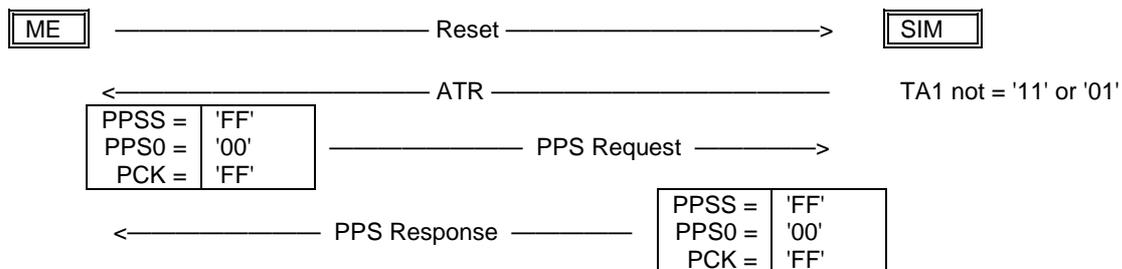 ME Reset SIM
ATR TA1 not = '11' or '01'
PPSS = 'FF'
PPS0 = '00' PPS Request
PCK = 'FF'
PPSS = 'FF'
PPS Response PPS0 = '00'
PCK = 'FF'